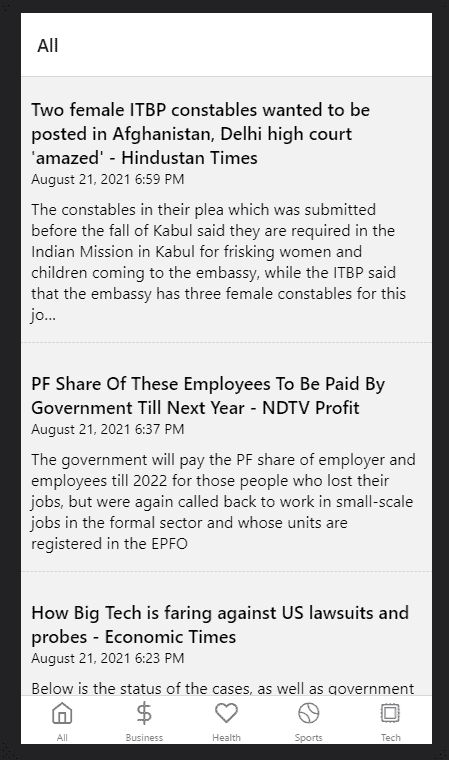 All
Two female ITBP constables wanted to be
posted in Afghanistan, Delhi high court
'amazed' - Hindustan Times
August 21, 2021 6:59 PM
The constables in their plea which was submitted
before the fall of Kabul said they are required in the
Indian Mission in Kabul for frisking women and
children coming to the embassy, while the ITBP said
that the embassy has three female constables for this
jo...
PF Share Of These Employees To Be Paid By
Government Till Next Year - NDTV Profit
August 21, 2021 6:37 PM
The government will pay the PF share of employer and
employees till 2022 for those people who lost their
jobs, but were again called back to work in small-scale
jobs in the formal sector and whose units are
registered in the EPFO
How Big Tech is faring against US lawsuits and
probes - Economic Times
August 21, 2021 6:23 PM
Below is the status of the cases, as well as government
All Business Health Sports Tech